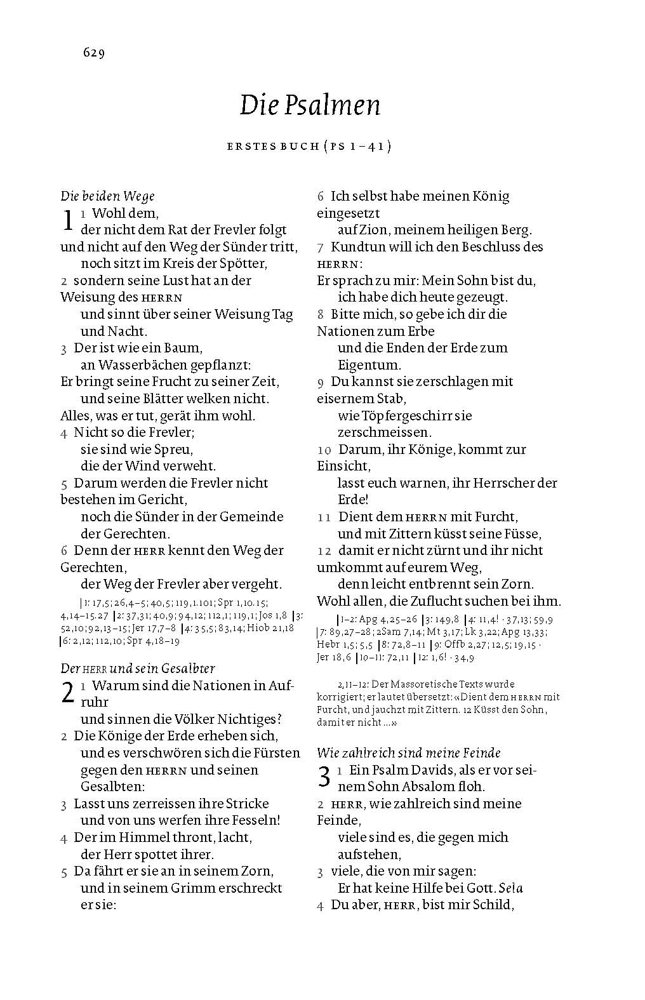 629
Die Psalmen
ERSTES BUCH (PS 1–41)
Die beiden Wege
1 1 Wohl dem,
der nicht dem Rat der Frevler folgt
und nicht auf den Weg der Sünder tritt,
noch sitzt im Kreis der Spötter,
2 sondern seine Lust hat an der
Weisung des HERRN
und sinnt über seiner Weisung Tag
und Nacht.
3 Der ist wie ein Baum,
an Wasserbächen gepflanzt:
Er bringt seine Frucht zu seiner Zeit,
und seine Blätter welken nicht.
Alles, was er tut, gerät ihm wohl.
4 Nicht so die Frevler;
sie sind wie Spreu,
die der Wind verweht.
5 Darum werden die Frevler nicht
bestehen im Gericht,
noch die Sünder in der Gemeinde
der Gerechten.
6 Denn der HERR kennt den Weg der
Gerechten,
der Weg der Frevler aber vergeht.
|1: 17,5; 26,4–5; 40,5; 119,1.101; Spr 1,10.15;
4,14–15.27 |2: 37,31; 40,9; 94,12; 112,1; 119,1; Jos 1,8 |3:
52,10; 92,13–15; Jer 17,7–8 |4: 35,5; 83,14; Hiob 21,18
|6: 2,12; 112,10; Spr 4,18–19
Der HERR und sein Gesalbter
2 1 Warum sind die Nationen in Auf-
ruhr
und sinnen die Völker Nichtiges?
2 Die Könige der Erde erheben sich,
und es verschwören sich die Fürsten
gegen den HERRN und seinen
Gesalbten:
3 Lasst uns zerreissen ihre Stricke
und von uns werfen ihre Fesseln!
4 Der im Himmel thront, lacht,
der Herr spottet ihrer.
5 Da fährt er sie an in seinem Zorn,
und in seinem Grimm erschreckt
er sie:
6 Ich selbst habe meinen König
eingesetzt
auf Zion, meinem heiligen Berg.
7 Kundtun will ich den Beschluss des
HERRN:
Er sprach zu mir: Mein Sohn bist du,
ich habe dich heute gezeugt.
8 Bitte mich, so gebe ich dir die
Nationen zum Erbe
und die Enden der Erde zum
Eigentum.
9 Du kannst sie zerschlagen mit
eisernem Stab,
wie Töpfergeschirr sie
zerschmeissen.
10 Darum, ihr Könige, kommt zur
Einsicht,
lasst euch warnen, ihr Herrscher der
Erde!
11 Dient dem HERRN mit Furcht,
und mit Zittern küsst seine Füsse,
12 damit er nicht zürnt und ihr nicht
umkommt auf eurem Weg,
denn leicht entbrennt sein Zorn.
Wohl allen, die Zuflucht suchen bei ihm.
|1–2: Apg 4,25–26 |3: 149,8 |4: 11,4! · 37,13; 59,9
|7: 89,27–28; 2Sam 7,14; Mt 3,17; Lk 3,22; Apg 13,33;
Hebr 1,5; 5,5 |8: 72,8–11 |9: Offb 2,27; 12,5; 19,15 ·
Jer 18,6 |10–11: 72,11 |12: 1,6! · 34,9
2,11–12: Der Massoretische Texts wurde
korrigiert; er lautet übersetzt: «Dient dem HERRN mit
Furcht, und jauchzt mit Zittern. 12 Küsst den Sohn,
damit er nicht ...»
Wie zahlreich sind meine Feinde
3 1 Ein Psalm Davids, als er vor sei-
nem Sohn Absalom floh.
2 HERR, wie zahlreich sind meine
Feinde,
viele sind es, die gegen mich
aufstehen,
3 viele, die von mir sagen:
Er hat keine Hilfe bei Gott. Sela
4 Du aber, HERR, bist mir Schild,